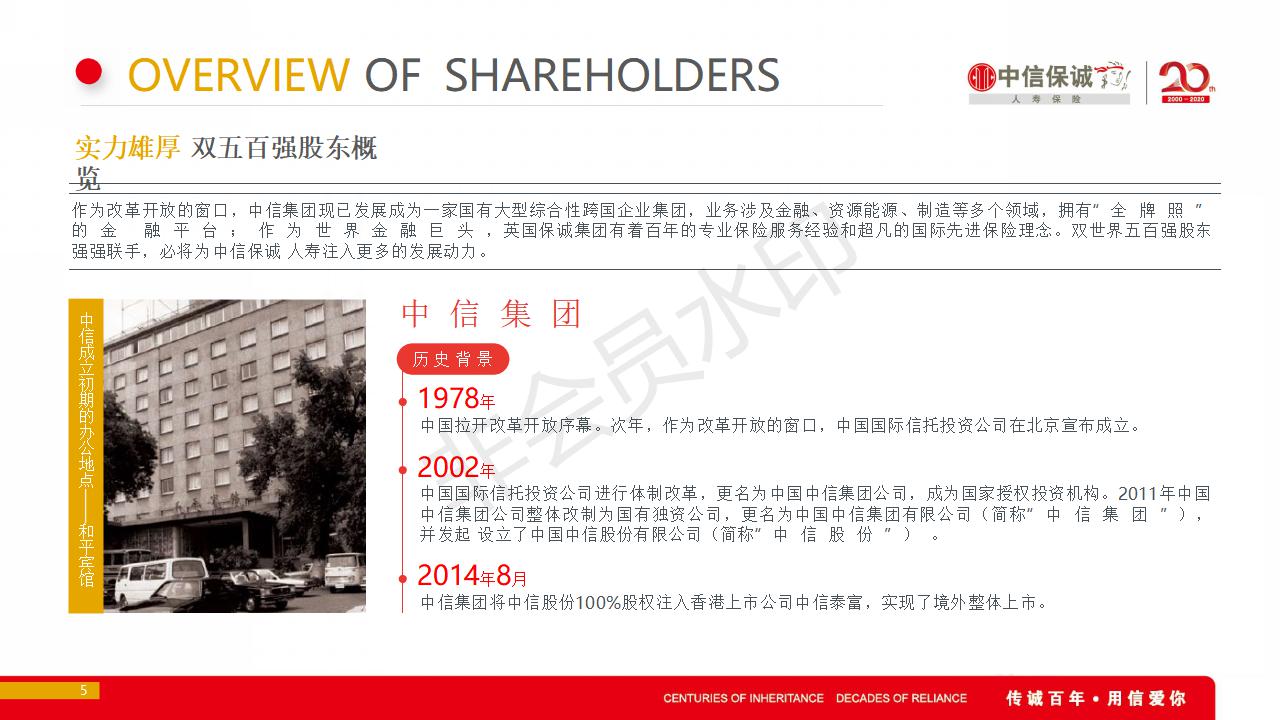 OVERVIEW OF SHAREHOLDERS
中信保诚
人寿保险
20th
2000-2020
实力雄厚 双五百强股东概
览
作为改革开放的窗口，中信集团现已发展成为一家国有大型综合性跨国企业集团，业务涉及金融、资源能源、制造等多个领域，拥有“全牌照”
的金 融平台；作为世界金融巨头，英国保诚集团有着百年的专业保险服务经验和超凡的国际先进保险理念。双世界五百强股东
强强联手，必将为中信保诚 人寿注入更多的发展动力。
中信成立初期的办公地点——和平宾馆
中信集团
历史背景
1978年
中国拉开改革开放序幕。次年，作为改革开放的窗口，中国国际信托投资公司在北京宣布成立。
2002年
中国国际信托投资公司进行体制改革，更名为中国中信集团公司，成为国家授权投资机构。2011年中国
中信集团公司整体改制为国有独资公司，更名为中国中信集团有限公司（简称“中信集团”），
并发起 设立了中国中信股份有限公司（简称“中信股份”）。
2014年8月
中信集团将中信股份100%股权注入香港上市公司中信泰富，实现了境外整体上市。
非会员水印
5
CENTURIES OF INHERITANCE DECADES OF RELIANCE
传诚百年•用信爱你